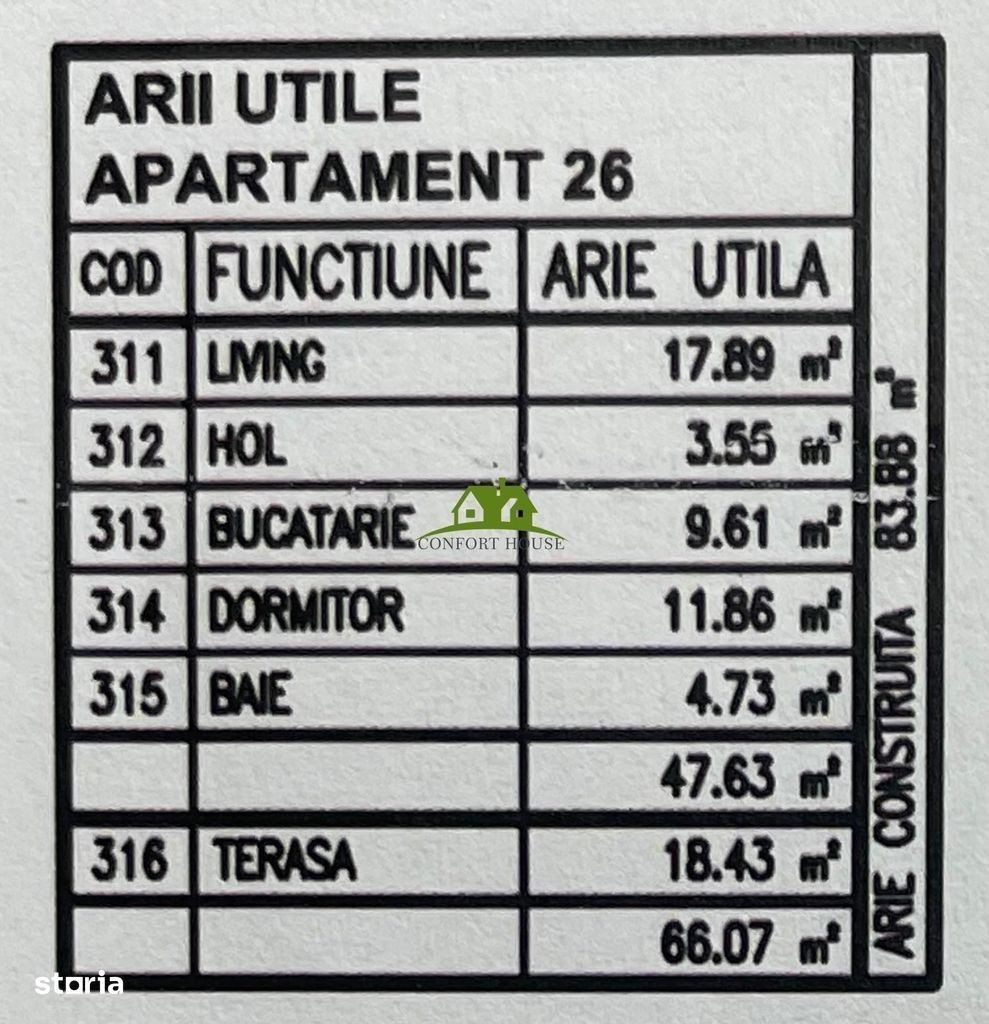 ARII UTILE
APARTAMENT 26
COD FUNCTIUNE ARIE UTILA
311 LIVING 17.89 m²
312 HOL 3.55 m²
313 BUCATARIE 9.61 m²
314 DORMITOR 11.86 m²
315 BAIE 4.73 m²
47.63 m²
316 TERASA 18.43 m²
66.07 m²
ARIE CONSTRUITA 83.88 m²
CONFORT HOUSE
storia